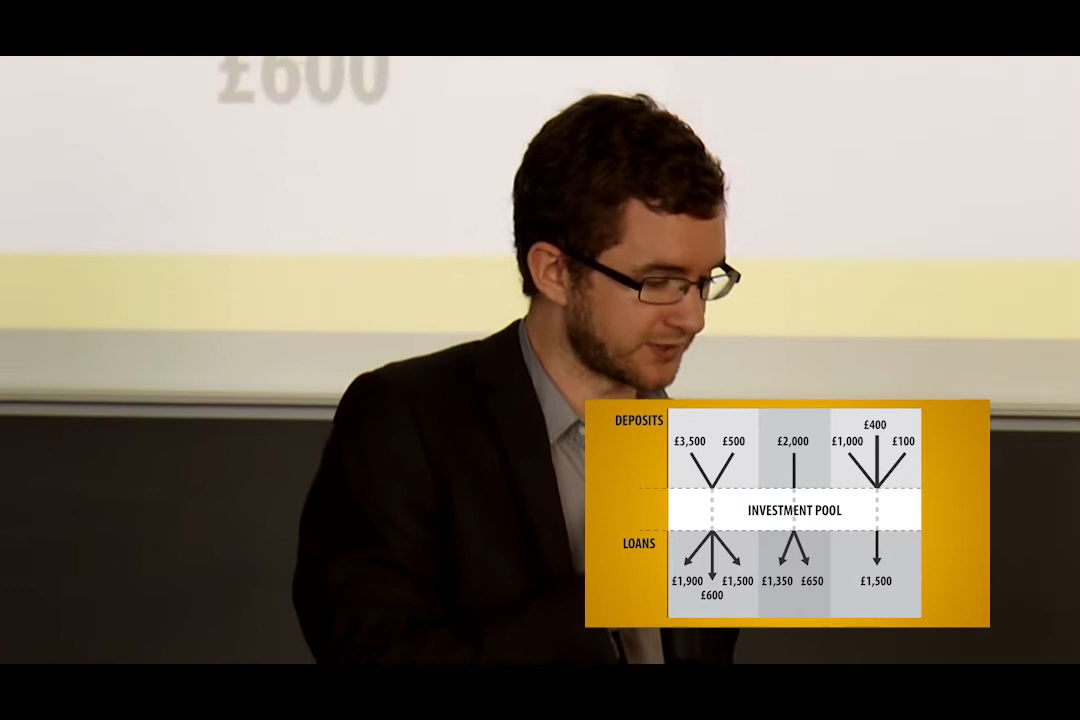 £600
DEPOSITS
£3,500 £500 £2,000 £1,000 £400 £100
INVESTMENT POOL
LOANS
£1,900 £600 £1,500 £1,350 £650 £1,500